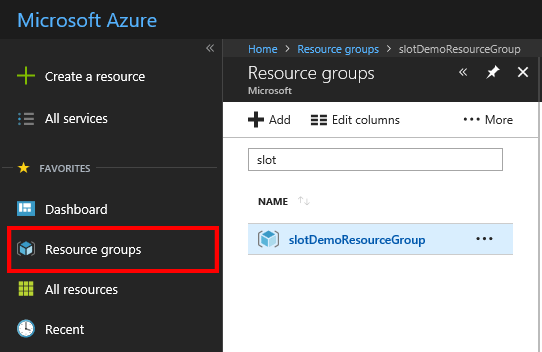 Microsoft Azure
Create a resource
All services
FAVORITES
Dashboard
Resource groups
All resources
Recent
Home > Resource groups > slotDemoResourceGroup
Resource groups
Microsoft
Add Edit columns ••• More
slot
NAME ↑↓
slotDemoResourceGroup •••